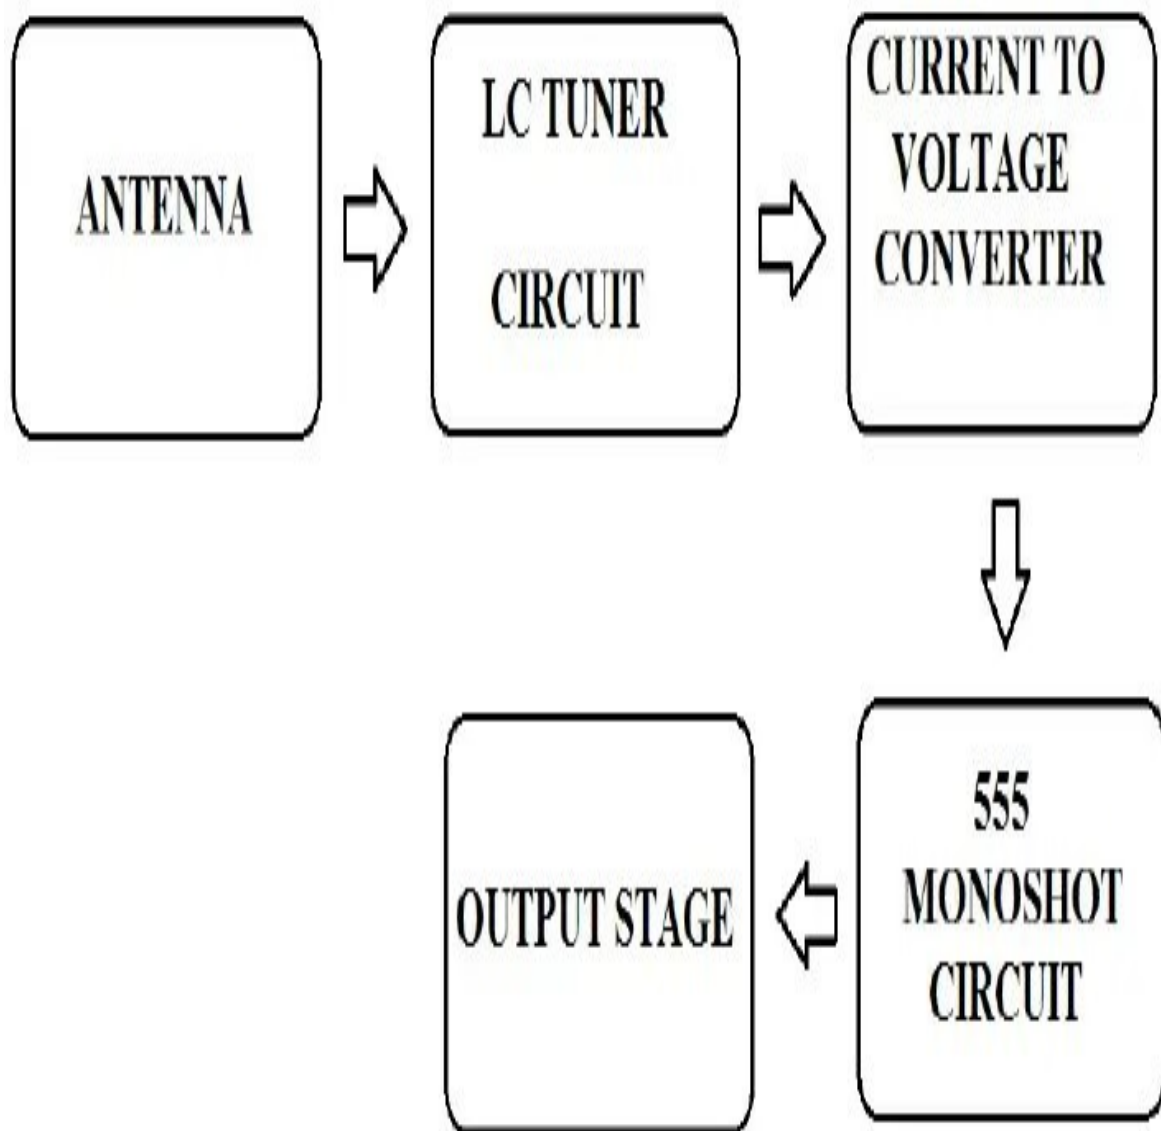 ANTENNA
LC TUNER
CIRCUIT
CURRENT TO
VOLTAGE
CONVERTER
555
MONOSHOT
CIRCUIT
OUTPUT STAGE